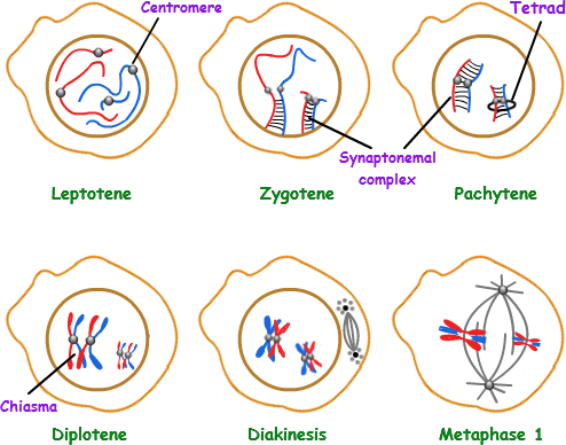 Centromere
Tetrad
Synaptonemal
complex
Leptotene
Zygotene
Pachytene
Chiasma
Diplotene
Diakinesis
Metaphase 1